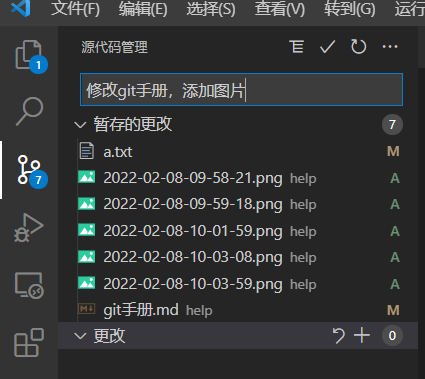 文件(F) 编辑(E) 选择(S) 查看(V) 转到(G) 运行
源代码管理
修改git手册，添加图片
暂存的更改 7
a.txt M
2022-02-08-09-58-21.png help A
2022-02-08-09-59-18.png help A
2022-02-08-10-01-59.png help A
2022-02-08-10-03-08.png help A
2022-02-08-10-03-59.png help A
git手册.md help M
更改 0
1
7